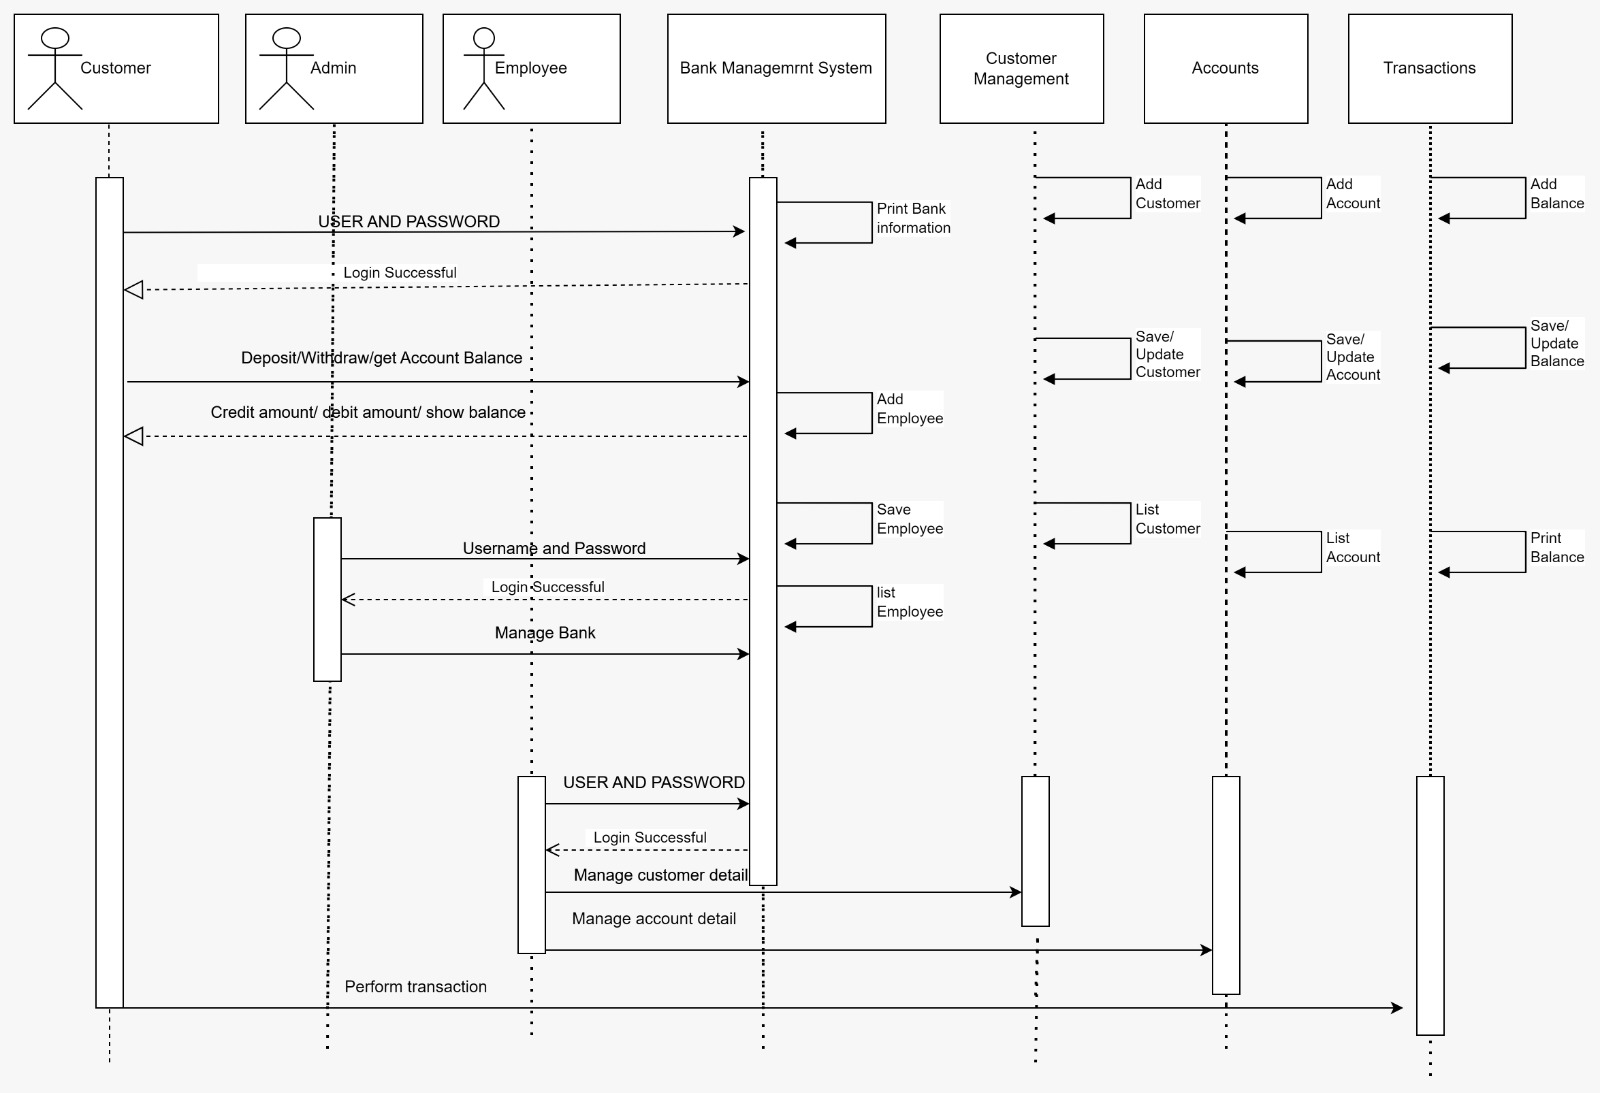 Customer
Admin
Employee
Bank Managemrnt System
Customer
Management
Accounts
Transactions
Add
Customer
Add
Account
Add
Balance
Print Bank
information
USER AND PASSWORD
Login Successful
Save/
Update
Customer
Save/
Update
Account
Save/
Update
Balance
Deposit/Withdraw/get Account Balance
Add
Employee
Credit amount/ debit amount/ show balance
Save
Employee
List
Customer
List
Account
Print
Balance
Username and Password
Login Successful
list
Employee
Manage Bank
USER AND PASSWORD
Login Successful
Manage customer detail
Manage account detail
Perform transaction